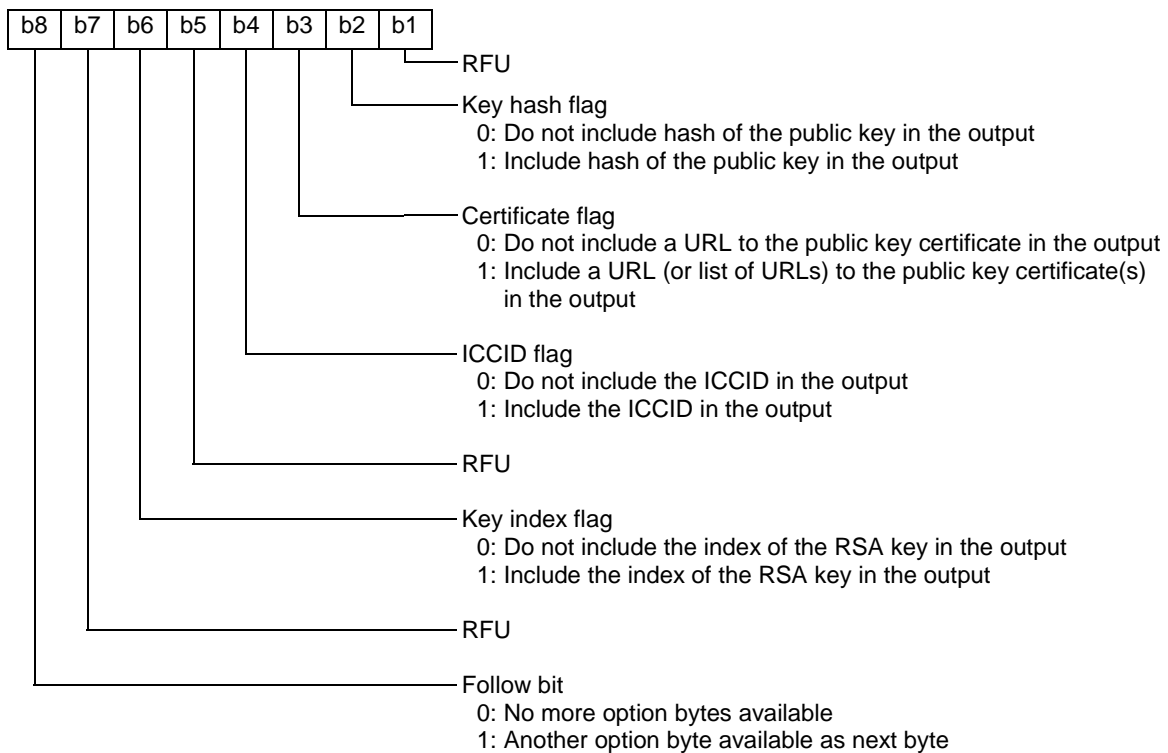 b8 b7 b6 b5 b4 b3 b2 b1
RFU
Key hash flag
0: Do not include hash of the public key in the output
1: Include hash of the public key in the output
Certificate flag
0: Do not include a URL to the public key certificate in the output
1: Include a URL (or list of URLs) to the public key certificate(s)
in the output
ICCID flag
0: Do not include the ICCID in the output
1: Include the ICCID in the output
RFU
Key index flag
0: Do not include the index of the RSA key in the output
1: Include the index of the RSA key in the output
RFU
Follow bit
0: No more option bytes available
1: Another option byte available as next byte